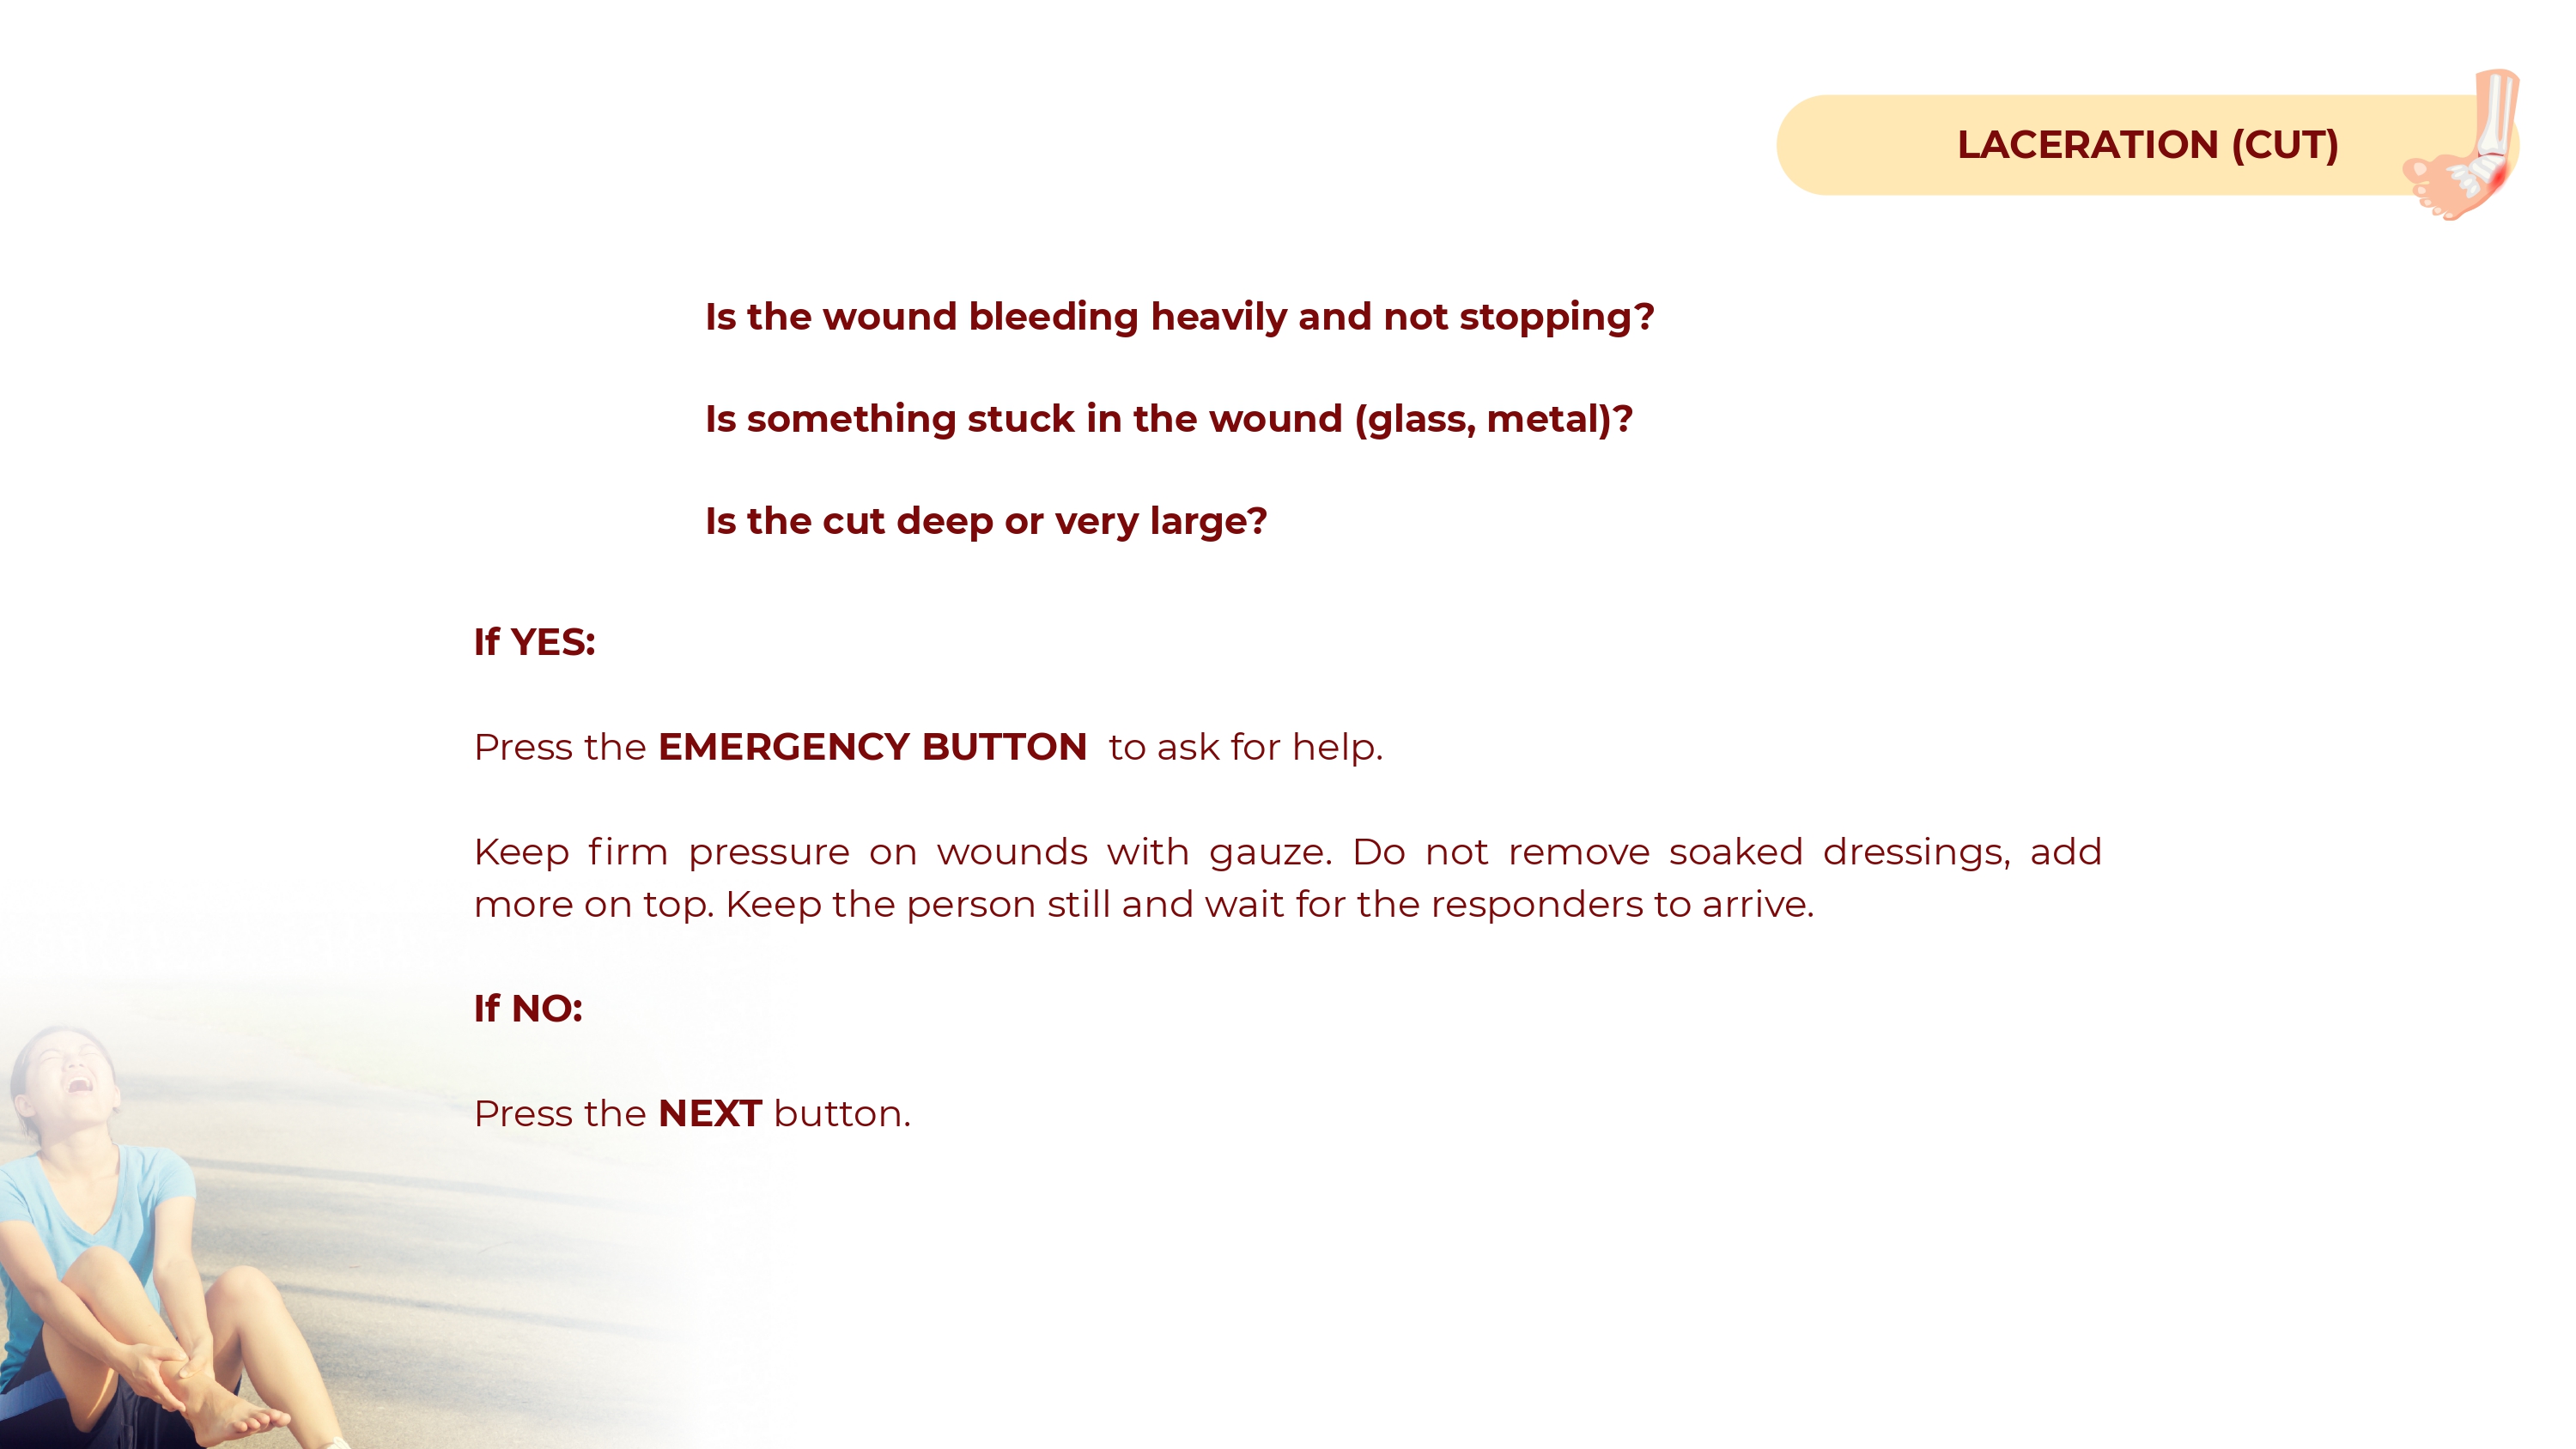 LACERATION (CUT)
Is the wound bleeding heavily and not stopping?
Is something stuck in the wound (glass, metal)?
Is the cut deep or very large?
If YES:
Press the EMERGENCY BUTTON to ask for help.
Keep firm pressure on wounds with gauze. Do not remove soaked dressings, add
more on top. Keep the person still and wait for the responders to arrive.
If NO:
Press the NEXT button.